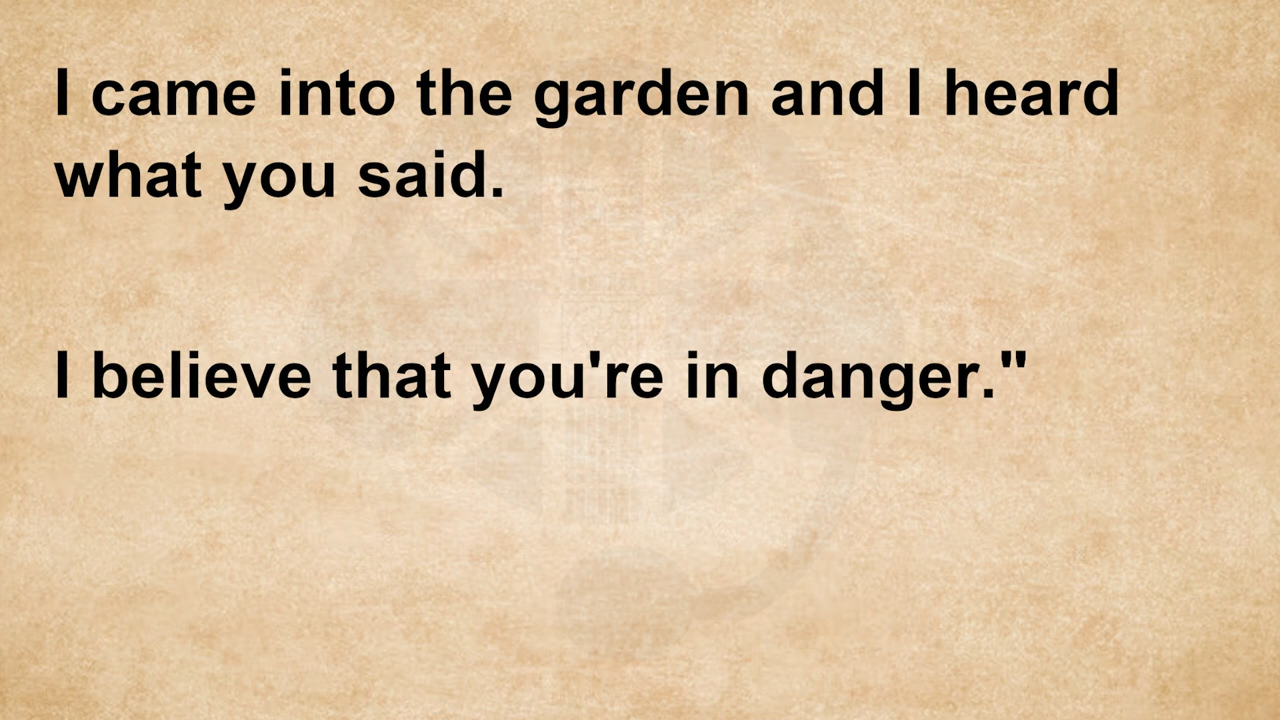 I came into the garden and I heard
what you said.
I believe that you're in danger."